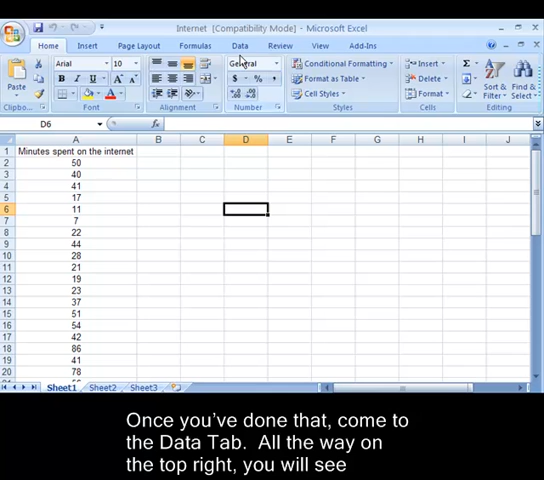 Internet [Compatibility Mode] - Microsoft Excel
Home Insert Page Layout Formulas Data Review View Add-Ins
Arial 10 General Conditional Formatting Insert
Paste B I U A A $ % , Format as Table Delete Sort & Find &
Cell Styles Format Filter Select
Clipboard Font Alignment Number Styles Cells Editing
D6 fx
A B C D E F G H I J
1 Minutes spent on the internet
2 50
3 40
4 41
5 17
6 11
7 7
8 22
9 44
10 28
11 21
12 19
13 23
14 37
15 51
16 54
17 42
18 86
19 41
20 78
Sheet1 Sheet2 Sheet3
Once you've done that, come to
the Data Tab. All the way on
the top right, you will see